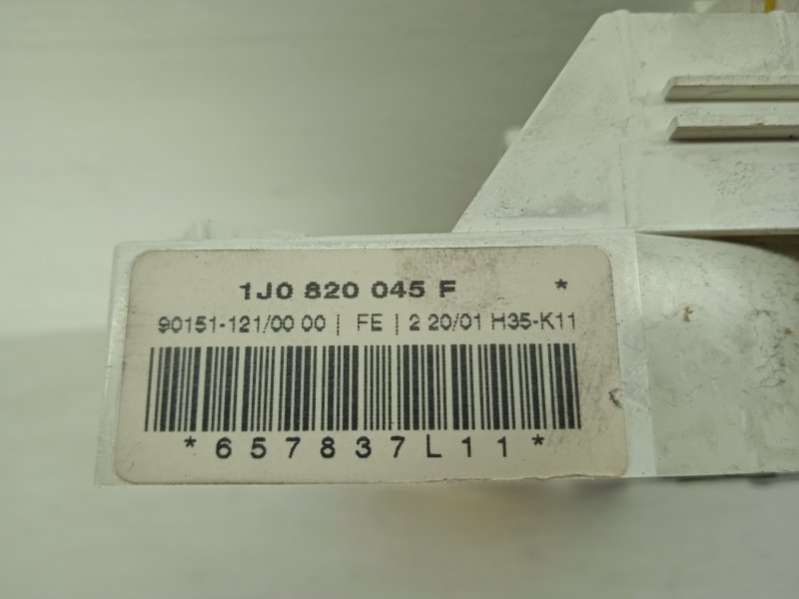 1J0 820 045 F *
90151-121/00 00 | FE | 2 20/01 H35-K11
*657837L11*